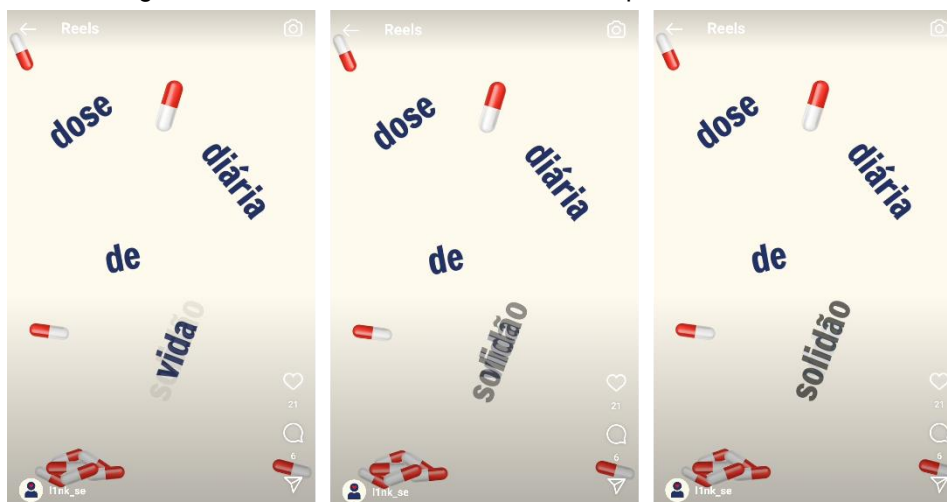 Reels
dose
diária
de
vida
solidão
21
6
l1nk_se
Reels
dose
diária
de
solidão
21
6
l1nk_se
Reels
dose
diária
de
solidão
21
6
l1nk_se